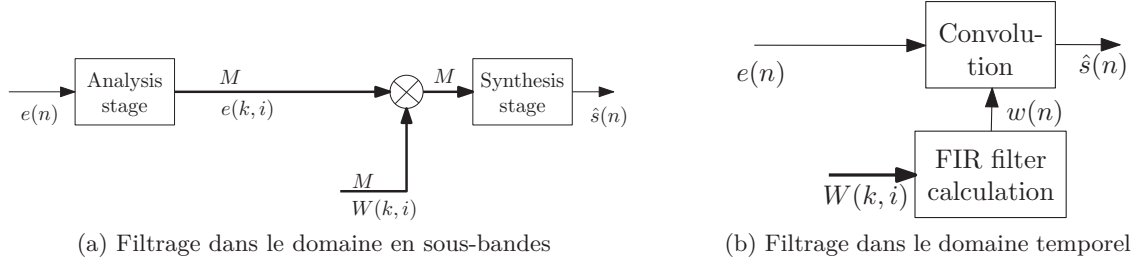 Analysis
stage
M
e(k, i)
e(n)
M
Synthesis
stage
ŝ(n)
M
W(k, i)
(a) Filtrage dans le domaine en sous-bandes
Convolu-
tion
e(n)
ŝ(n)
w(n)
FIR filter
calculation
W(k, i)
(b) Filtrage dans le domaine temporel